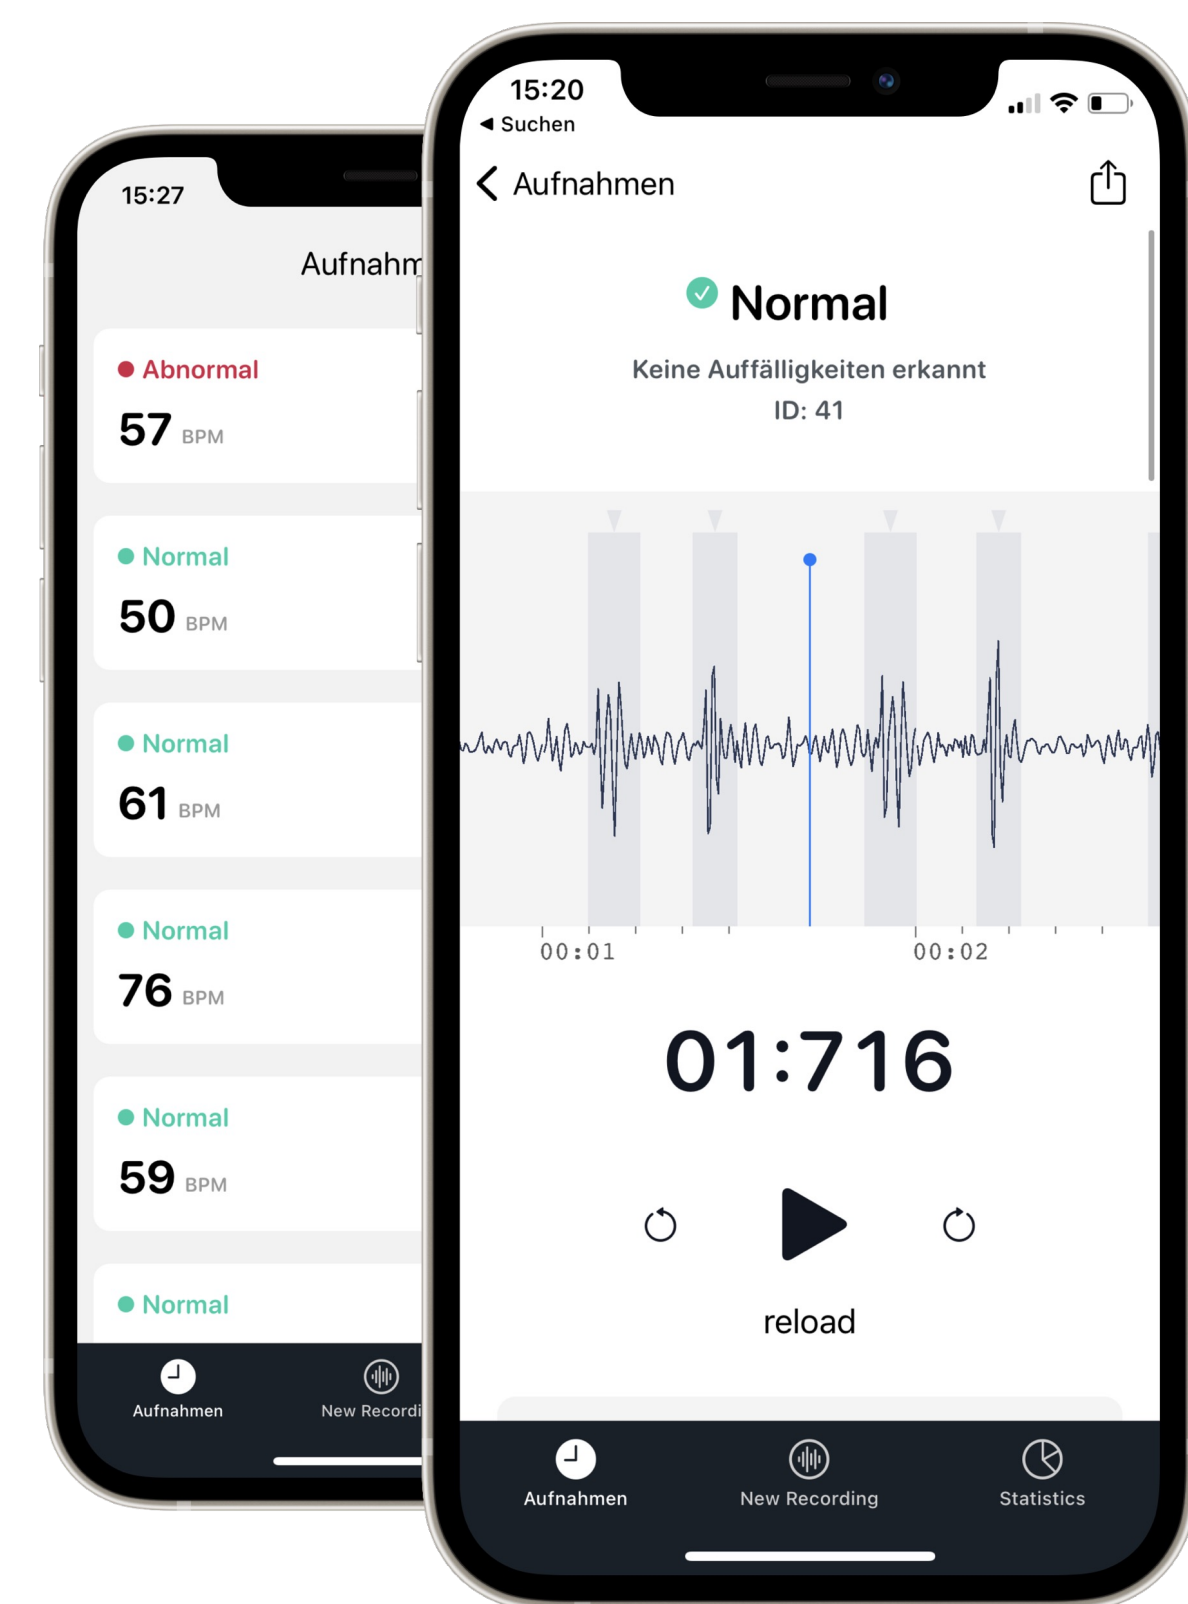 15:27
Aufnahm
Abnormal
57 BPM
Normal
50 BPM
Normal
61 BPM
Normal
76 BPM
Normal
59 BPM
Normal
Aufnahmen
New Recordi
15:20
◀ Suchen
Aufnahmen
Normal
Keine Auffälligkeiten erkannt
ID: 41
00:01 00:02
01:716
reload
Aufnahmen New Recording Statistics